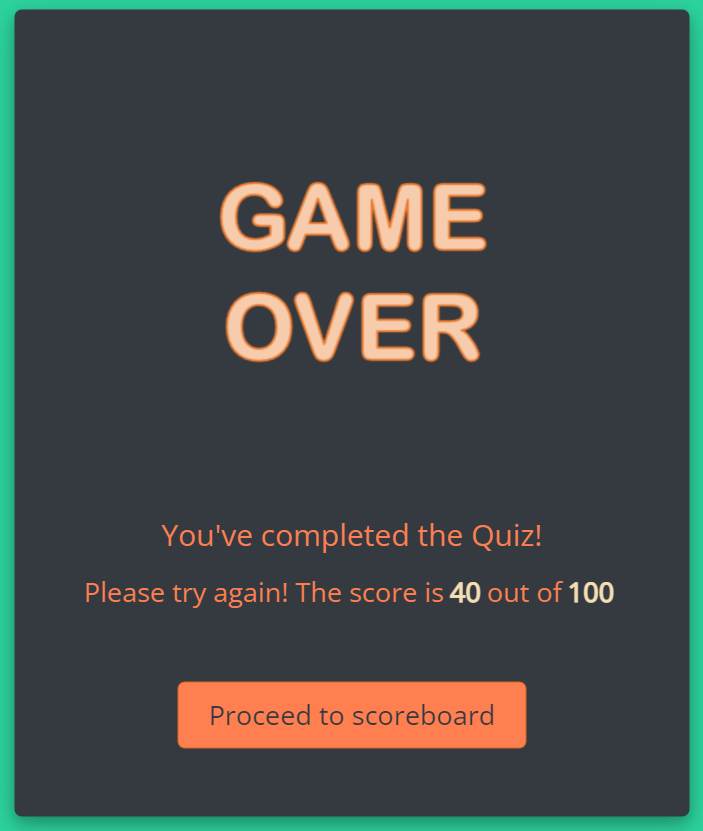 GAME
OVER
You've completed the Quiz!
Please try again! The score is 40 out of 100
Proceed to scoreboard